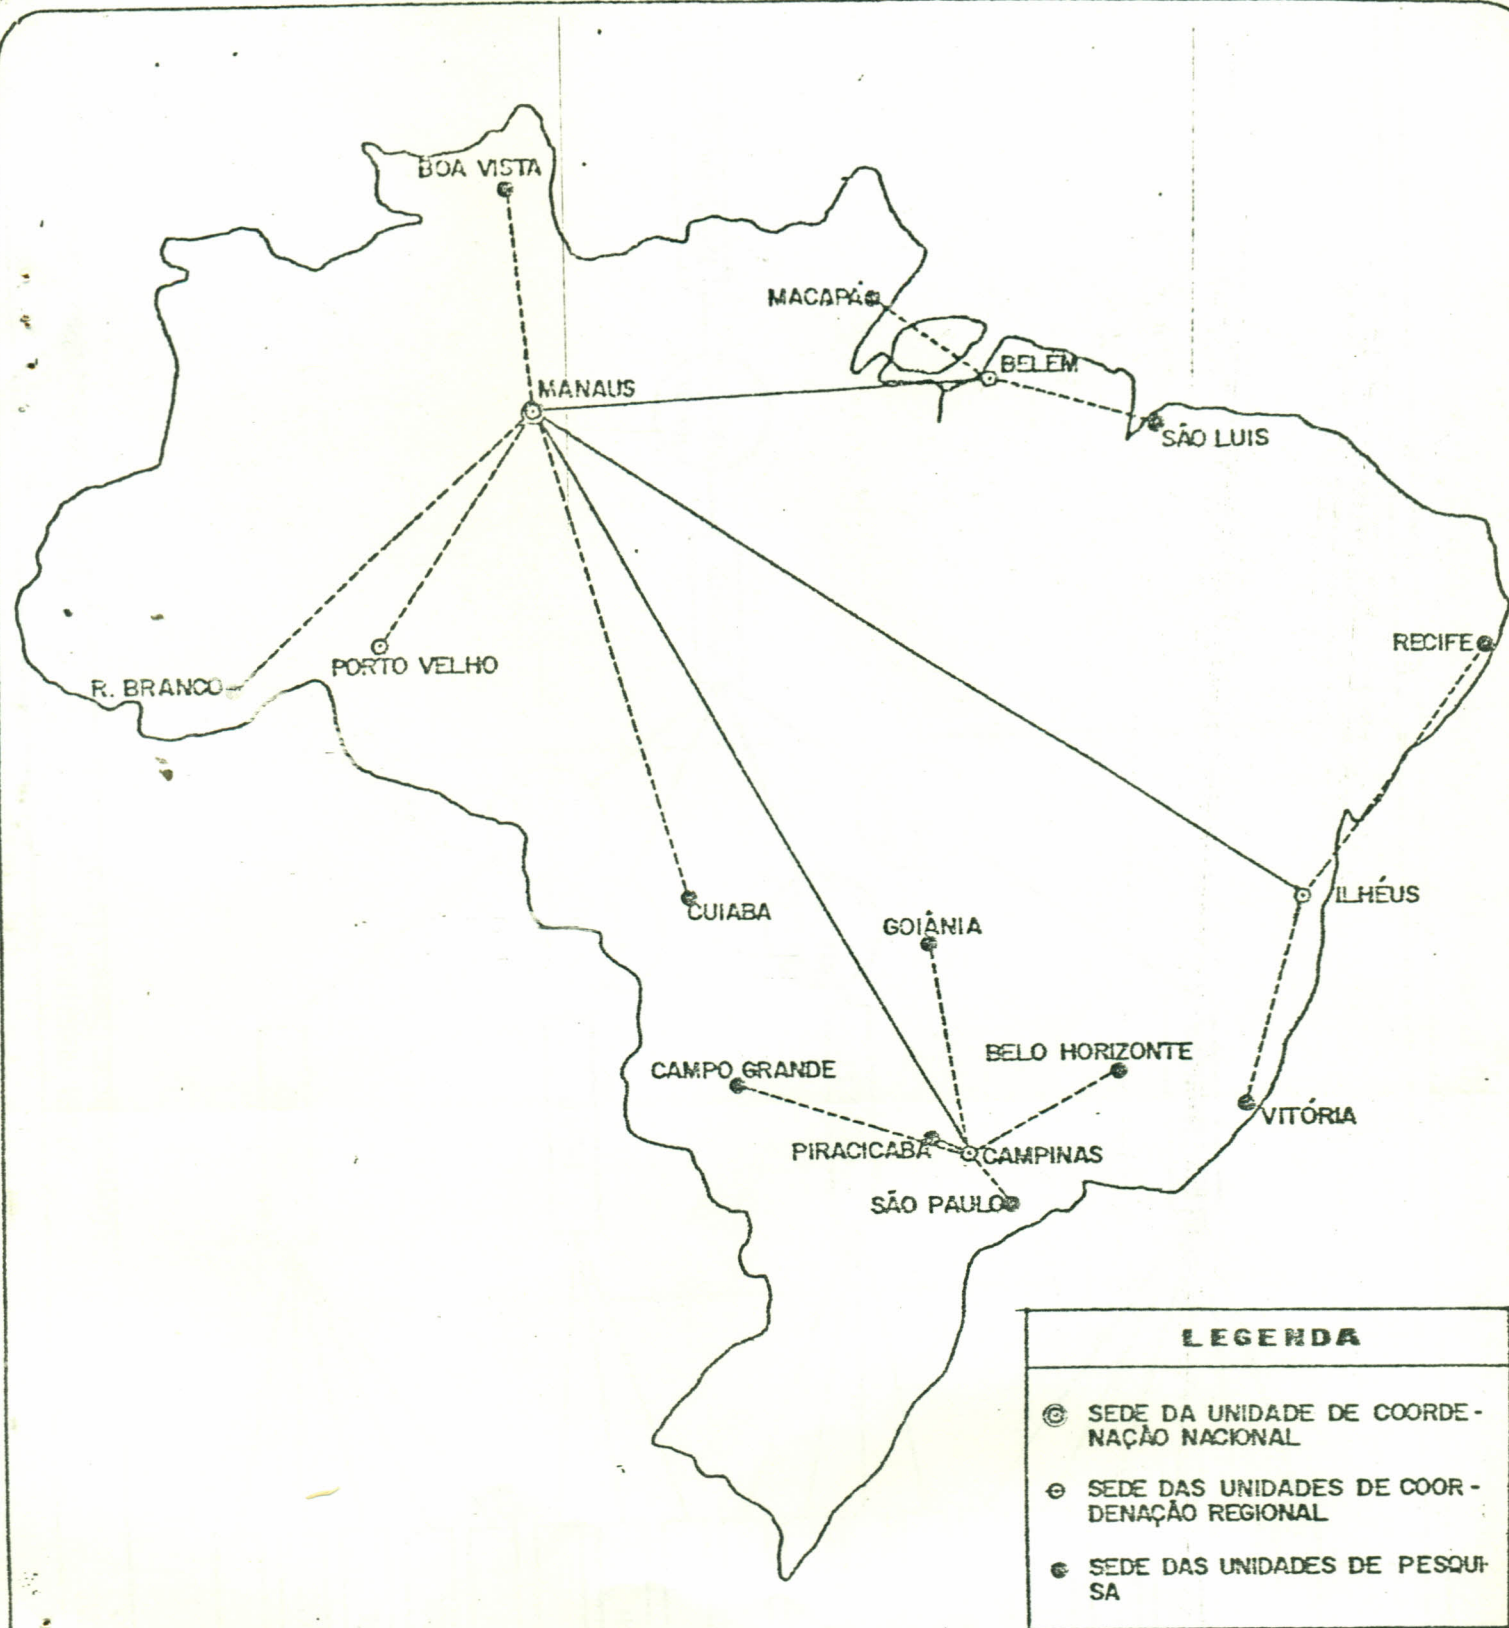 BOA VISTA
MACAPÁ
BELÉM
MANAUS
SÃO LUIS
RECIFE
PORTO VELHO
R. BRANCO
ILHÉUS
CUIABA
GOIÂNIA
BELO HORIZONTE
CAMPO GRANDE
VITÓRIA
PIRACICABA
CAMPINAS
SÃO PAULO
LEGENDA
SEDE DA UNIDADE DE COORDE-
NAÇÃO NACIONAL
SEDE DAS UNIDADES DE COOR-
DENAÇÃO REGIONAL
SEDE DAS UNIDADES DE PESQUI-
SA